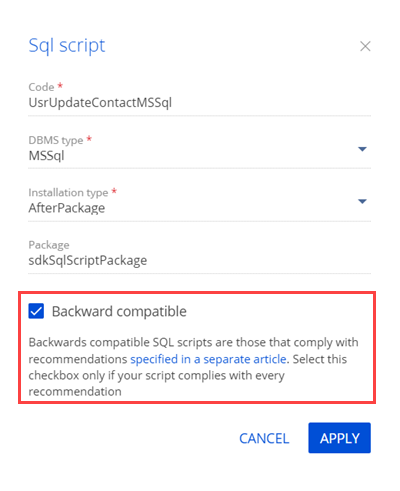 Sql script
Code *
UsrUpdateContactMSSql
DBMS type *
MSSql
Installation type *
AfterPackage
Package
sdkSqlScriptPackage
Backward compatible
Backwards compatible SQL scripts are those that comply with
recommendations specified in a separate article. Select this
checkbox only if your script complies with every
recommendation
CANCEL APPLY